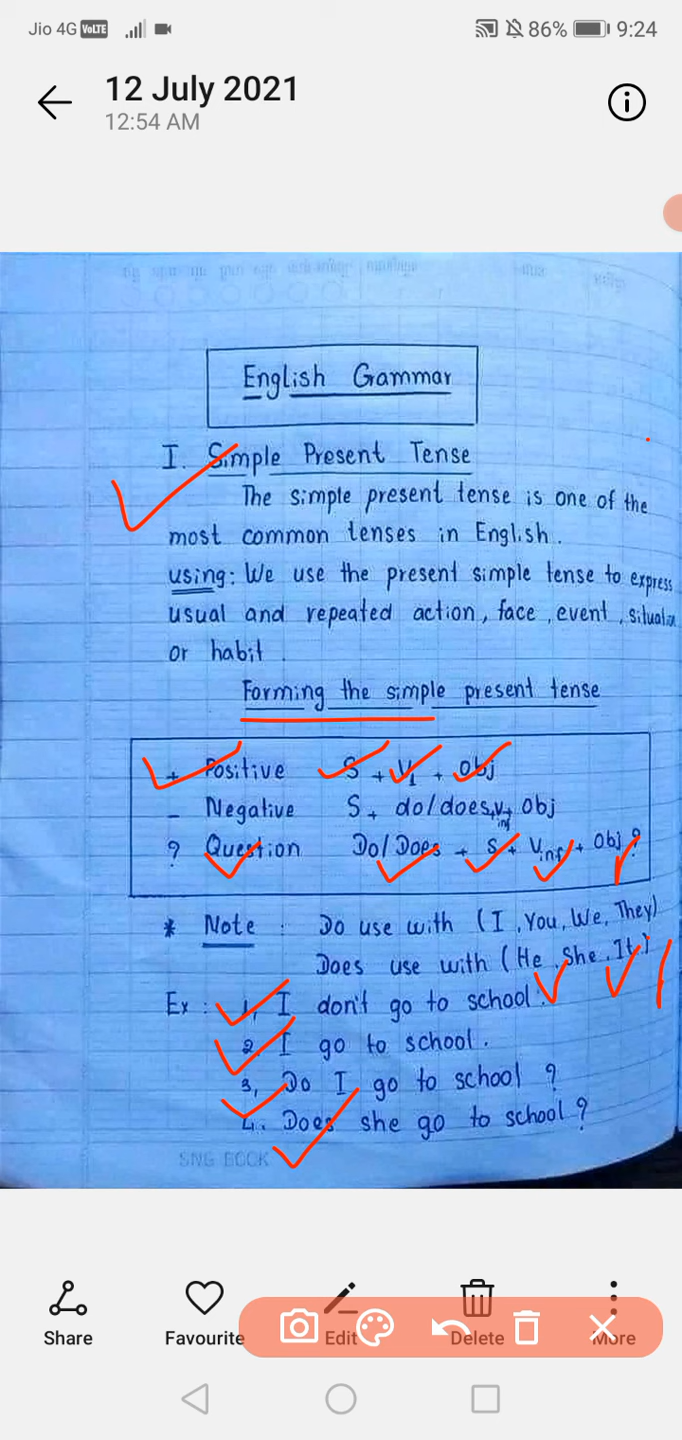 Jio 4G VoLTE 86% 9:24
12 July 2021
12:54 AM
English Gammar
I. Simple Present Tense
The simple present tense is one of the
most common tenses in English.
using: We use the present simple tense to express
usual and repeated action, face, event, situation
or habit.
Forming the simple present tense
+ Positive S + V1 + Obj
- Negative S + do/does + Vinf + Obj
? Question Do/Does + S + Vinf + Obj ?
* Note : Do use with (I, You, We, They)
Does use with (He, She, It)
Ex : 1, I don't go to school.
2, I go to school.
3, Do I go to school ?
4. Does she go to school ?
SNG BOOK
Share Favourite Edit Delete More